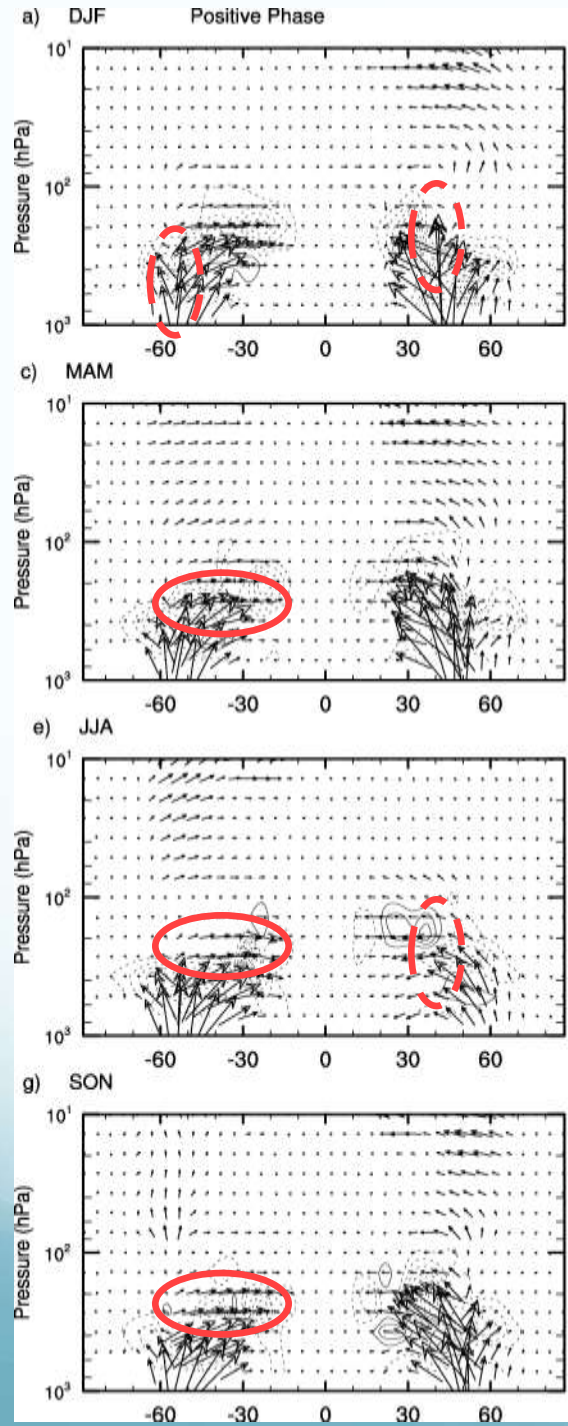 a) DJF Positive Phase
Pressure (hPa)
10¹
10²
10³
-60 -30 0 30 60
c) MAM
Pressure (hPa)
10¹
10²
10³
-60 -30 0 30 60
e) JJA
Pressure (hPa)
10¹
10²
10³
-60 -30 0 30 60
g) SON
Pressure (hPa)
10¹
10²
10³
-60 -30 0 30 60